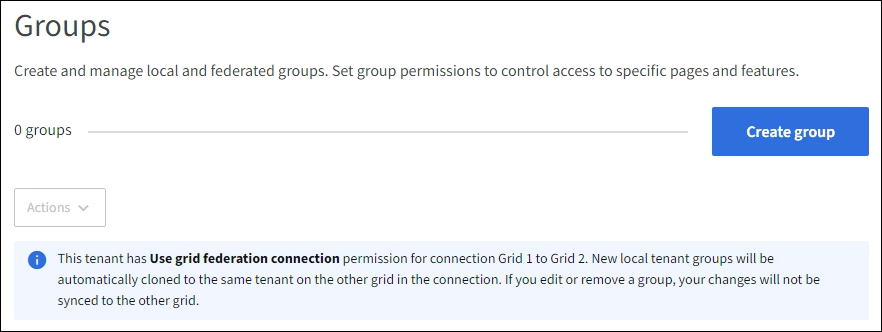 Groups
Create and manage local and federated groups. Set group permissions to control access to specific pages and features.
0 groups
Create group
Actions
This tenant has Use grid federation connection permission for connection Grid 1 to Grid 2. New local tenant groups will be
automatically cloned to the same tenant on the other grid in the connection. If you edit or remove a group, your changes will not be
synced to the other grid.